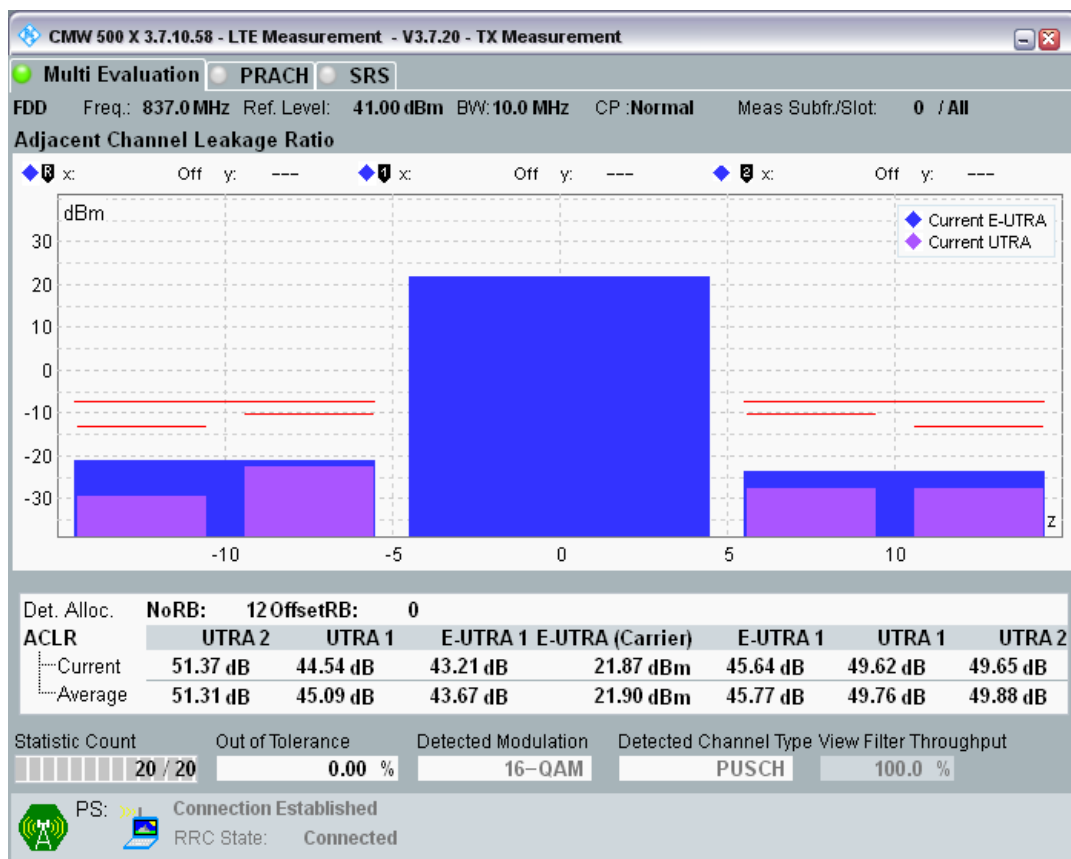 CMW 500 X 3.7.10.58 - LTE Measurement - V3.7.20 - TX Measurement
Multi Evaluation PRACH SRS
FDD Freq.: 837.0 MHz Ref. Level: 41.00 dBm BW: 10.0 MHz CP :Normal Meas Subfr./Slot: 0 / All
Adjacent Channel Leakage Ratio
R x: Off y: --- 1 x: Off y: --- 2 x: Off y: ---
dBm
Current E-UTRA
Current UTRA
30
20
10
0
-10
-20
-30
z
-10 -5 0 5 10
Det. Alloc. NoRB: 12 OffsetRB: 0
ACLR UTRA 2 UTRA 1 E-UTRA 1 E-UTRA (Carrier) E-UTRA 1 UTRA 1 UTRA 2
Current 51.37 dB 44.54 dB 43.21 dB 21.87 dBm 45.64 dB 49.62 dB 49.65 dB
Average 51.31 dB 45.09 dB 43.67 dB 21.90 dBm 45.77 dB 49.76 dB 49.88 dB
Statistic Count Out of Tolerance Detected Modulation Detected Channel Type View Filter Throughput
20 / 20 0.00 % 16-QAM PUSCH 100.0 %
PS: Connection Established
RRC State: Connected